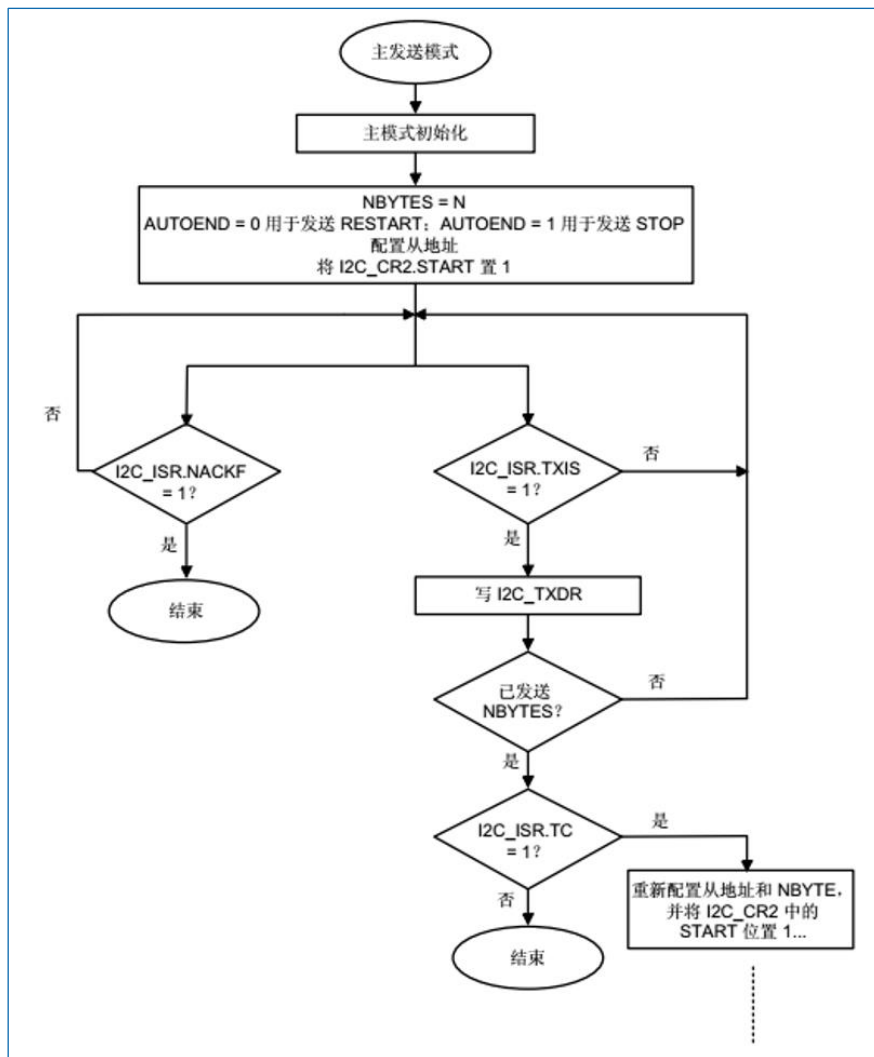 主发送模式
主模式初始化
NBYTES = N
AUTOEND = 0 用于发送 RESTART；AUTOEND = 1 用于发送 STOP
配置从地址
将 I2C_CR2.START 置 1
否
I2C_ISR.NACKF
= 1？
是
结束
I2C_ISR.TXIS
= 1？
否
是
写 I2C_TXDR
已发送
NBYTES？
否
是
I2C_ISR.TC
= 1？
是
否
结束
重新配置从地址和 NBYTE，
并将 I2C_CR2 中的
START 位置 1...